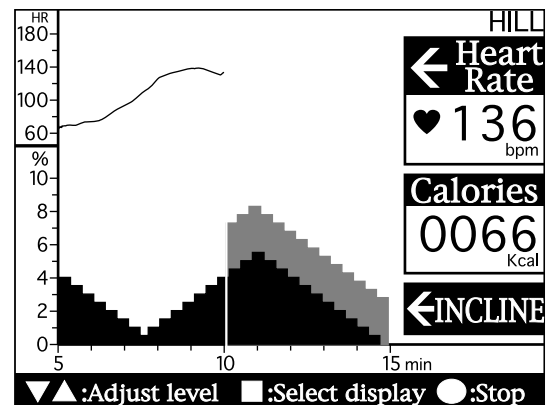 HR
180
140
100
60
%
10
8
6
4
2
0
5 10 15 min
HILL
Heart
Rate
136
bpm
Calories
0066
Kcal
INCLINE
:Adjust level :Select display :Stop